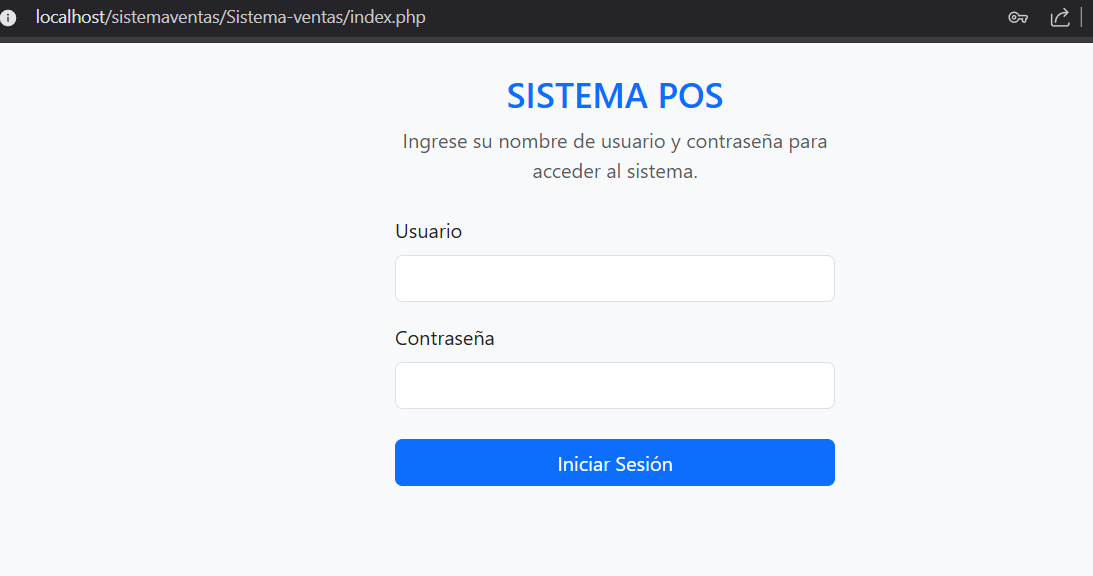 localhost/sistemaventas/Sistema-ventas/index.php
SISTEMA POS
Ingrese su nombre de usuario y contraseña para
acceder al sistema.
Usuario
Contraseña
Iniciar Sesión